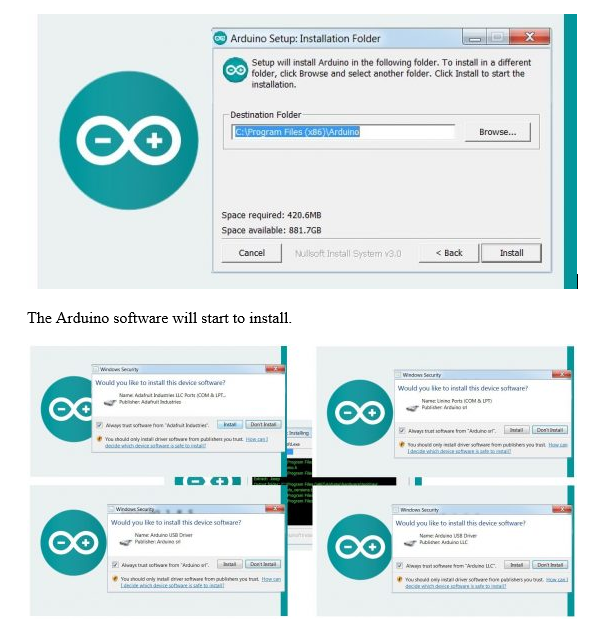 Arduino Setup: Installation Folder
Setup will install Arduino in the following folder. To install in a different
folder, click Browse and select another folder. Click Install to start the
installation.
Destination Folder
C:\Program Files (x86)\Arduino
Browse...
Space required: 420.6MB
Space available: 881.7GB
Cancel
Nullsoft Install System v3.0
< Back
Install
The Arduino software will start to install.
Windows Security
Would you like to install this device software?
Name: Adafruit Industries LLC Ports (COM & LPT...
Publisher: Adafruit Industries
Always trust software from "Adafruit Industries".
Install
Don't Install
You should only install driver software from publishers you trust. How can I
decide which device software is safe to install?
Windows Security
Would you like to install this device software?
Name: Linino Ports (COM & LPT)
Publisher: Arduino srl
Always trust software from "Arduino srl".
Install
Don't Install
You should only install driver software from publishers you trust. How can
I decide which device software is safe to install?
Installing
Windows Security
Would you like to install this device software?
Name: Arduino USB Driver
Publisher: Arduino srl
Always trust software from "Arduino srl".
Install
Don't Install
You should only install driver software from publishers you trust. How can
I decide which device software is safe to install?
Windows Security
Would you like to install this device software?
Name: Arduino USB Driver
Publisher: Arduino LLC
Always trust software from "Arduino LLC".
Install
Don't Install
You should only install driver software from publishers you trust. How can I
decide which device software is safe to install?